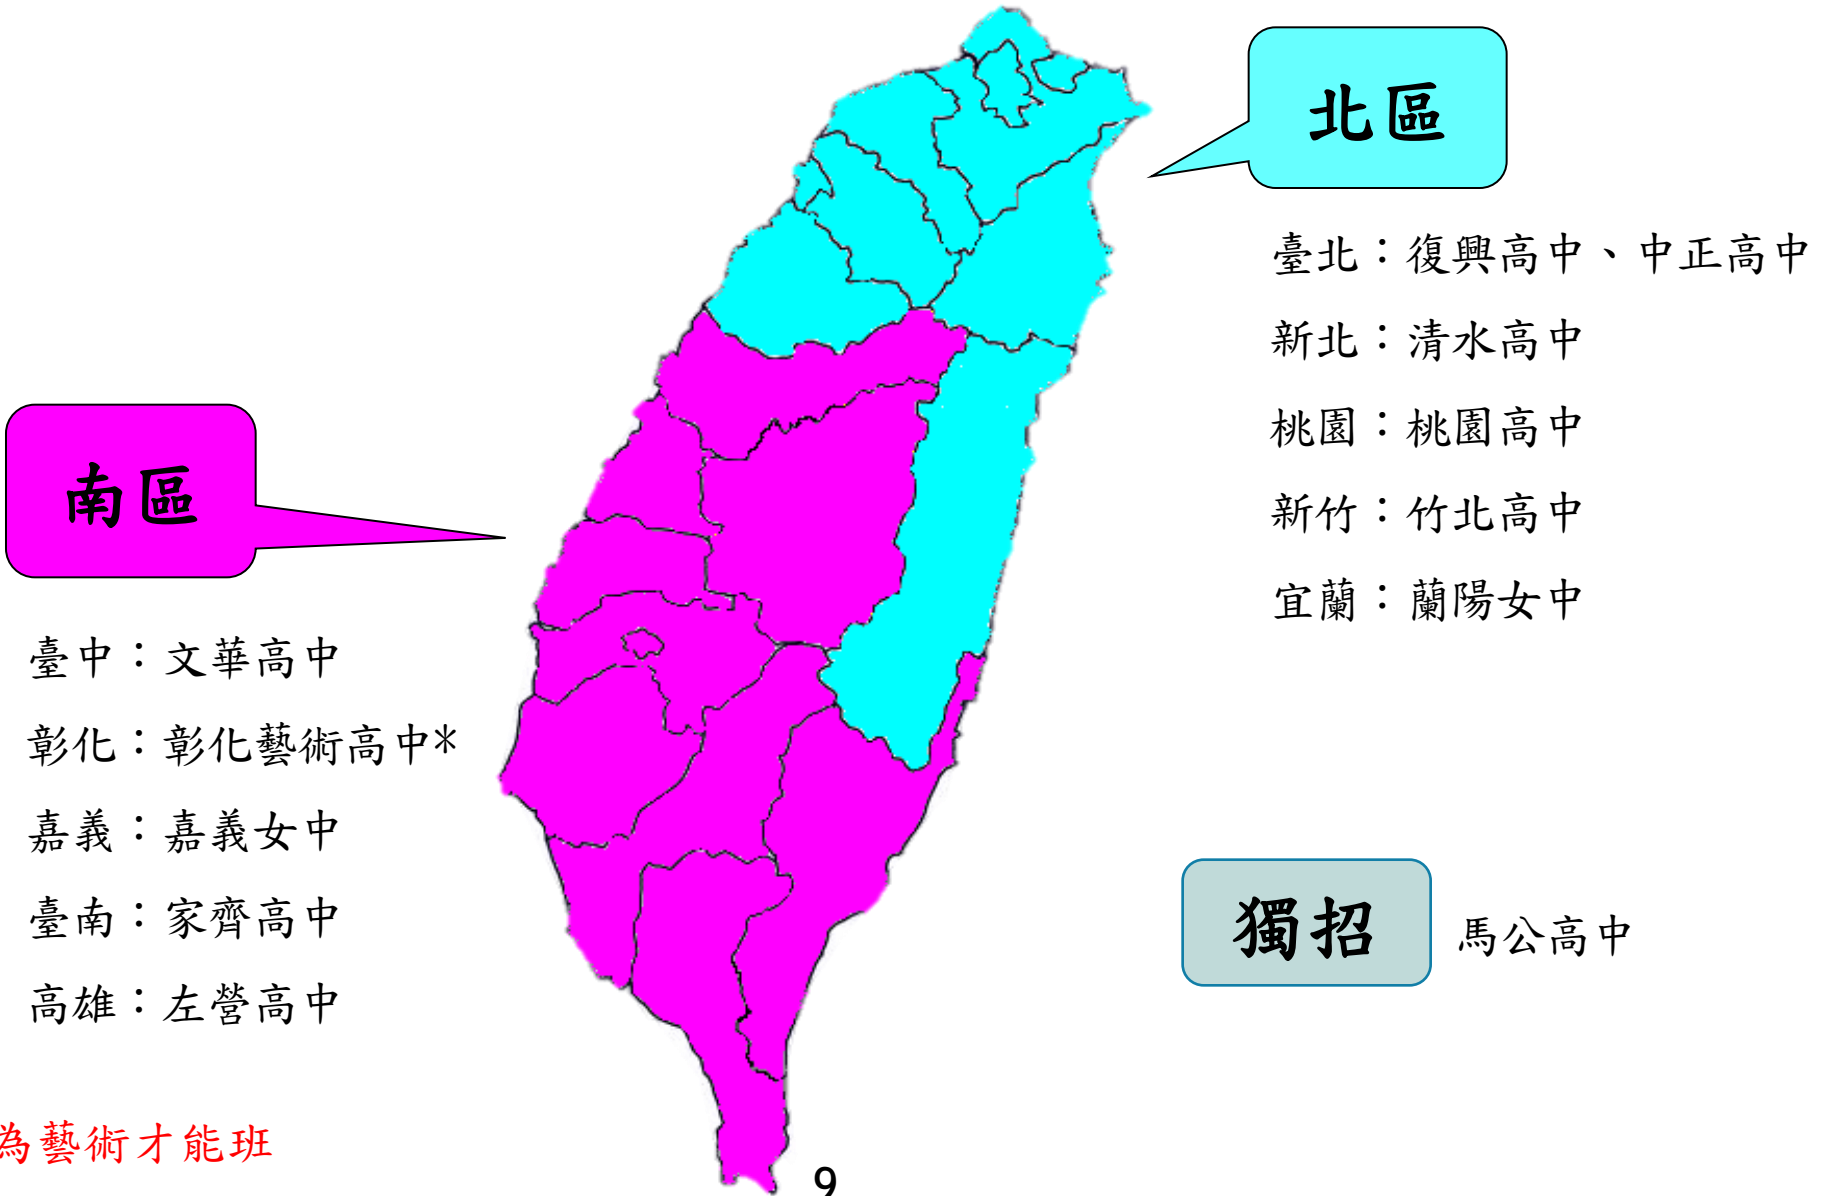 北區
臺北：復興高中、中正高中
新北：清水高中
桃園：桃園高中
新竹：竹北高中
宜蘭：蘭陽女中
南區
臺中：文華高中
彰化：彰化藝術高中*
嘉義：嘉義女中
臺南：家齊高中
高雄：左營高中
獨招
馬公高中
為藝術才能班
9